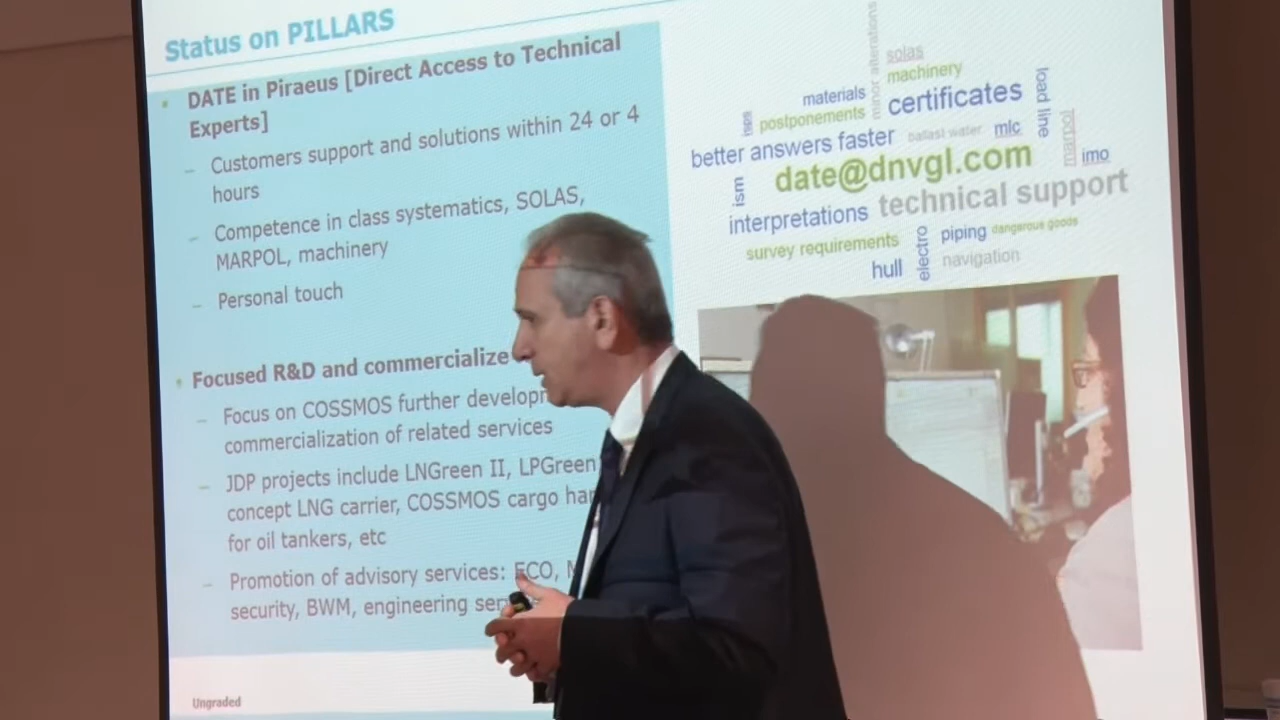 Status on PILLARS
DATE in Piraeus [Direct Access to Technical
Experts]
Customers support and solutions within 24 or 4
hours
Competence in class systematics, SOLAS,
MARPOL, machinery
Personal touch
Focused R&D and commercialize
Focus on COSSMOS further
commercialization of related services
JDP projects include LNGreen II, LPGreen
concept LNG carrier, COSSMOS cargo
for oil tankers, etc
Promotion of advisory services: ECO,
security, BWM, engineering
Ungraded
minor alterations
solas
machinery
materials
certificates
load line
isps
postponements
better answers faster
ballast water
mlc
marpol
imo
date@dnvgl.com
ism
technical support
interpretations
survey requirements
electro
piping
dangerous goods
hull
navigation